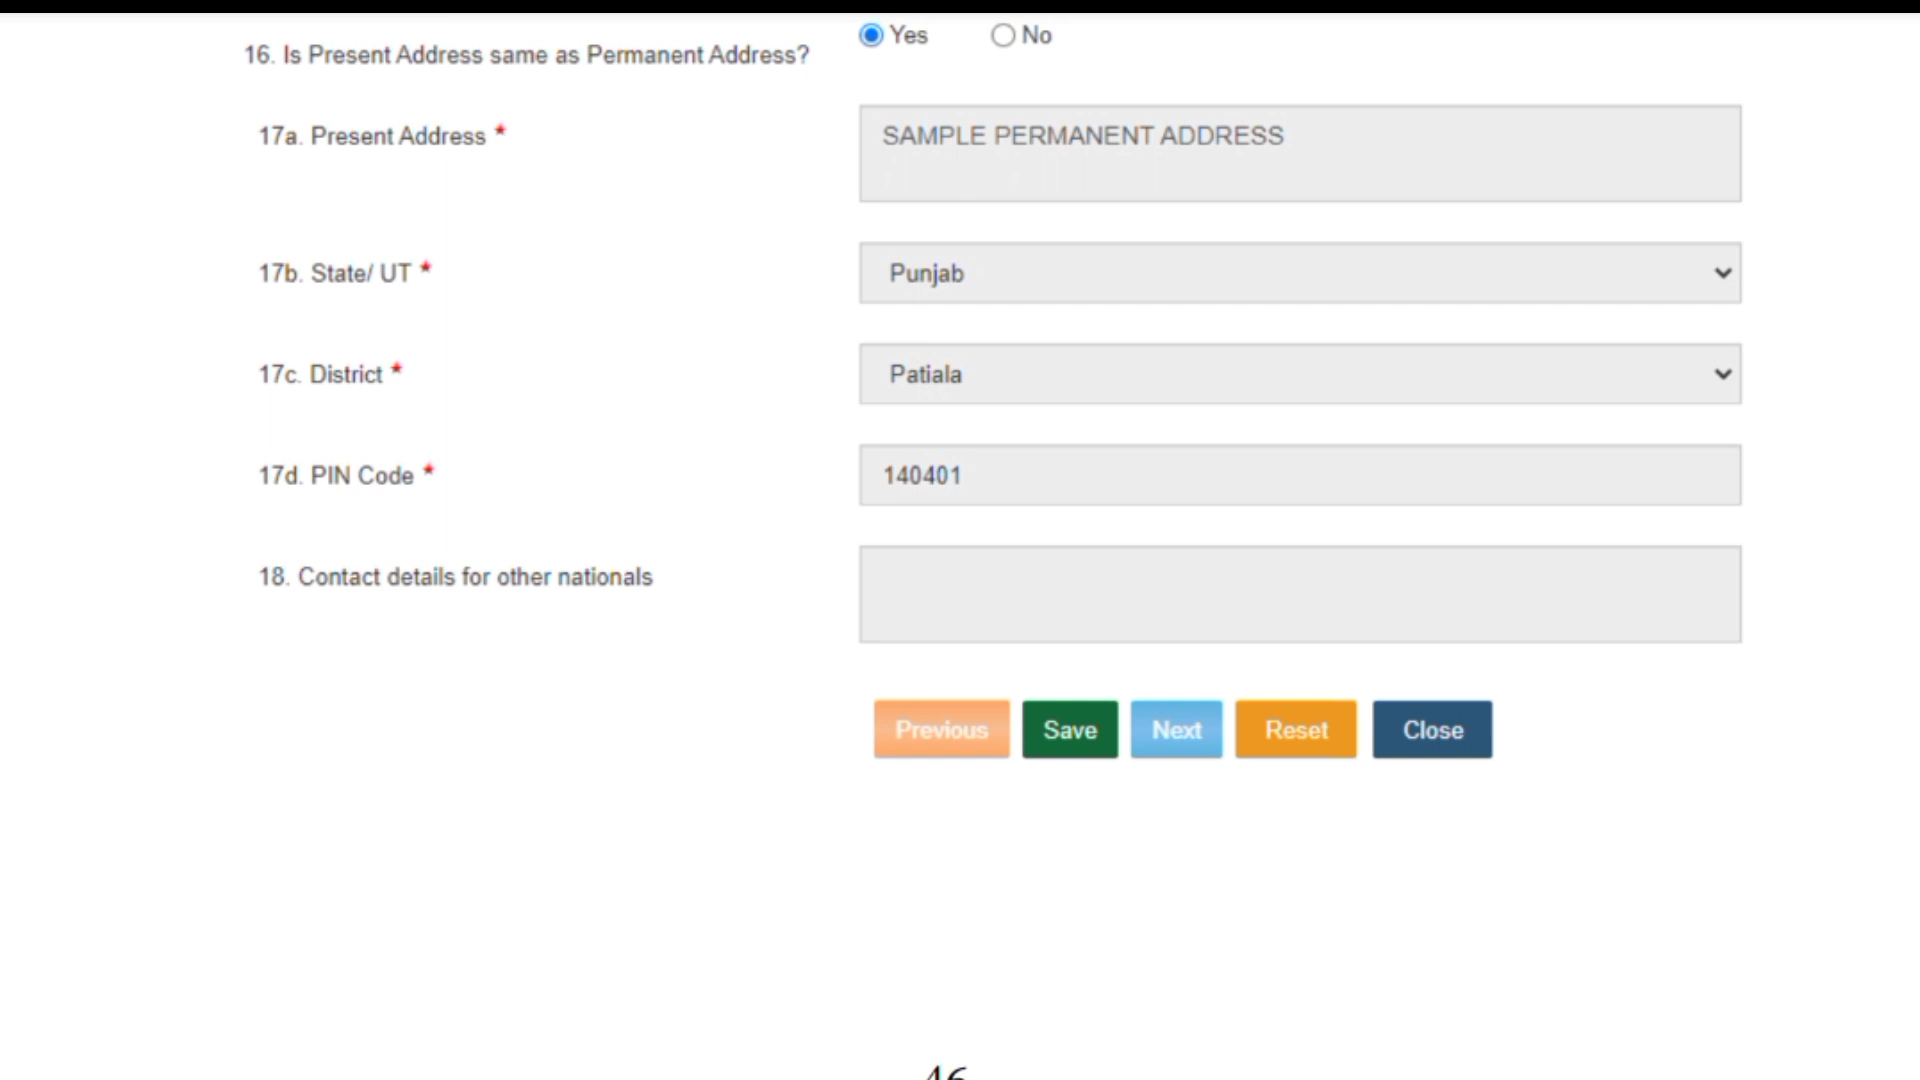 16. Is Present Address same as Permanent Address? Yes No
17a. Present Address * SAMPLE PERMANENT ADDRESS
17b. State/ UT * Punjab
17c. District * Patiala
17d. PIN Code * 140401
18. Contact details for other nationals
Previous Save Next Reset Close
46